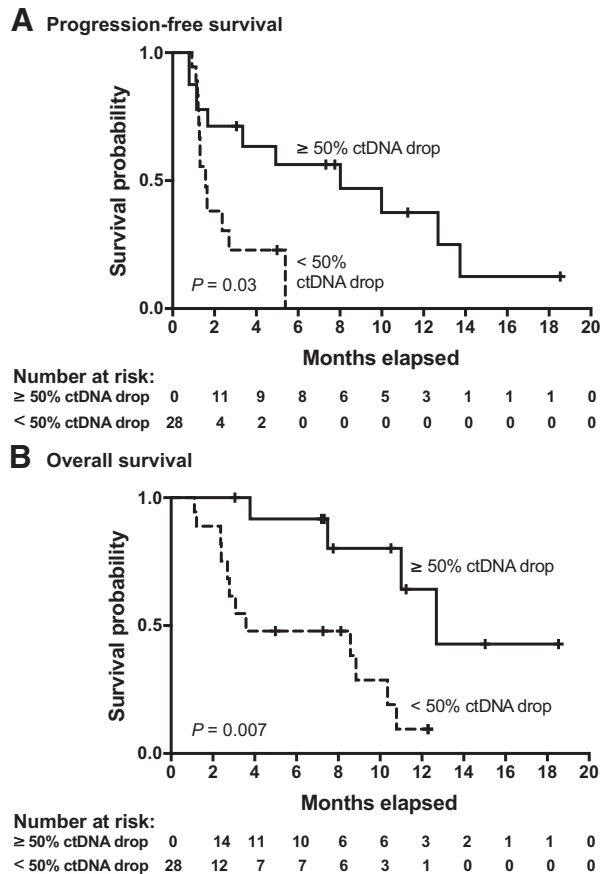 A Progression-free survival
1.0
0.5
0.0
Survival probability
≥ 50% ctDNA drop
< 50%
ctDNA drop
P = 0.03
0 2 4 6 8 10 12 14 16 18 20
Months elapsed
Number at risk:
≥ 50% ctDNA drop 0 11 9 8 6 5 3 1 1 1 0
< 50% ctDNA drop 28 4 2 0 0 0 0 0 0 0 0
B Overall survival
1.0
0.5
0.0
Survival probability
≥ 50% ctDNA drop
< 50% ctDNA drop
P = 0.007
0 2 4 6 8 10 12 14 16 18 20
Months elapsed
Number at risk:
≥ 50% ctDNA drop 0 14 11 10 6 6 3 2 1 1 0
< 50% ctDNA drop 28 12 7 7 6 3 1 0 0 0 0